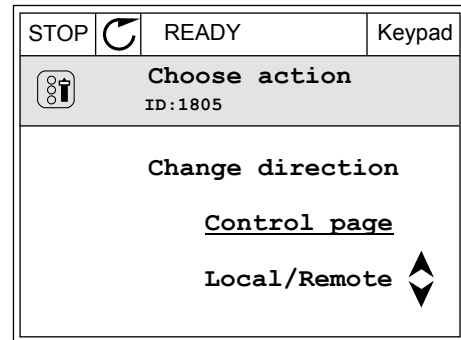 STOP READY Keypad
Choose action
ID:1805
Change direction
Control page
Local/Remote